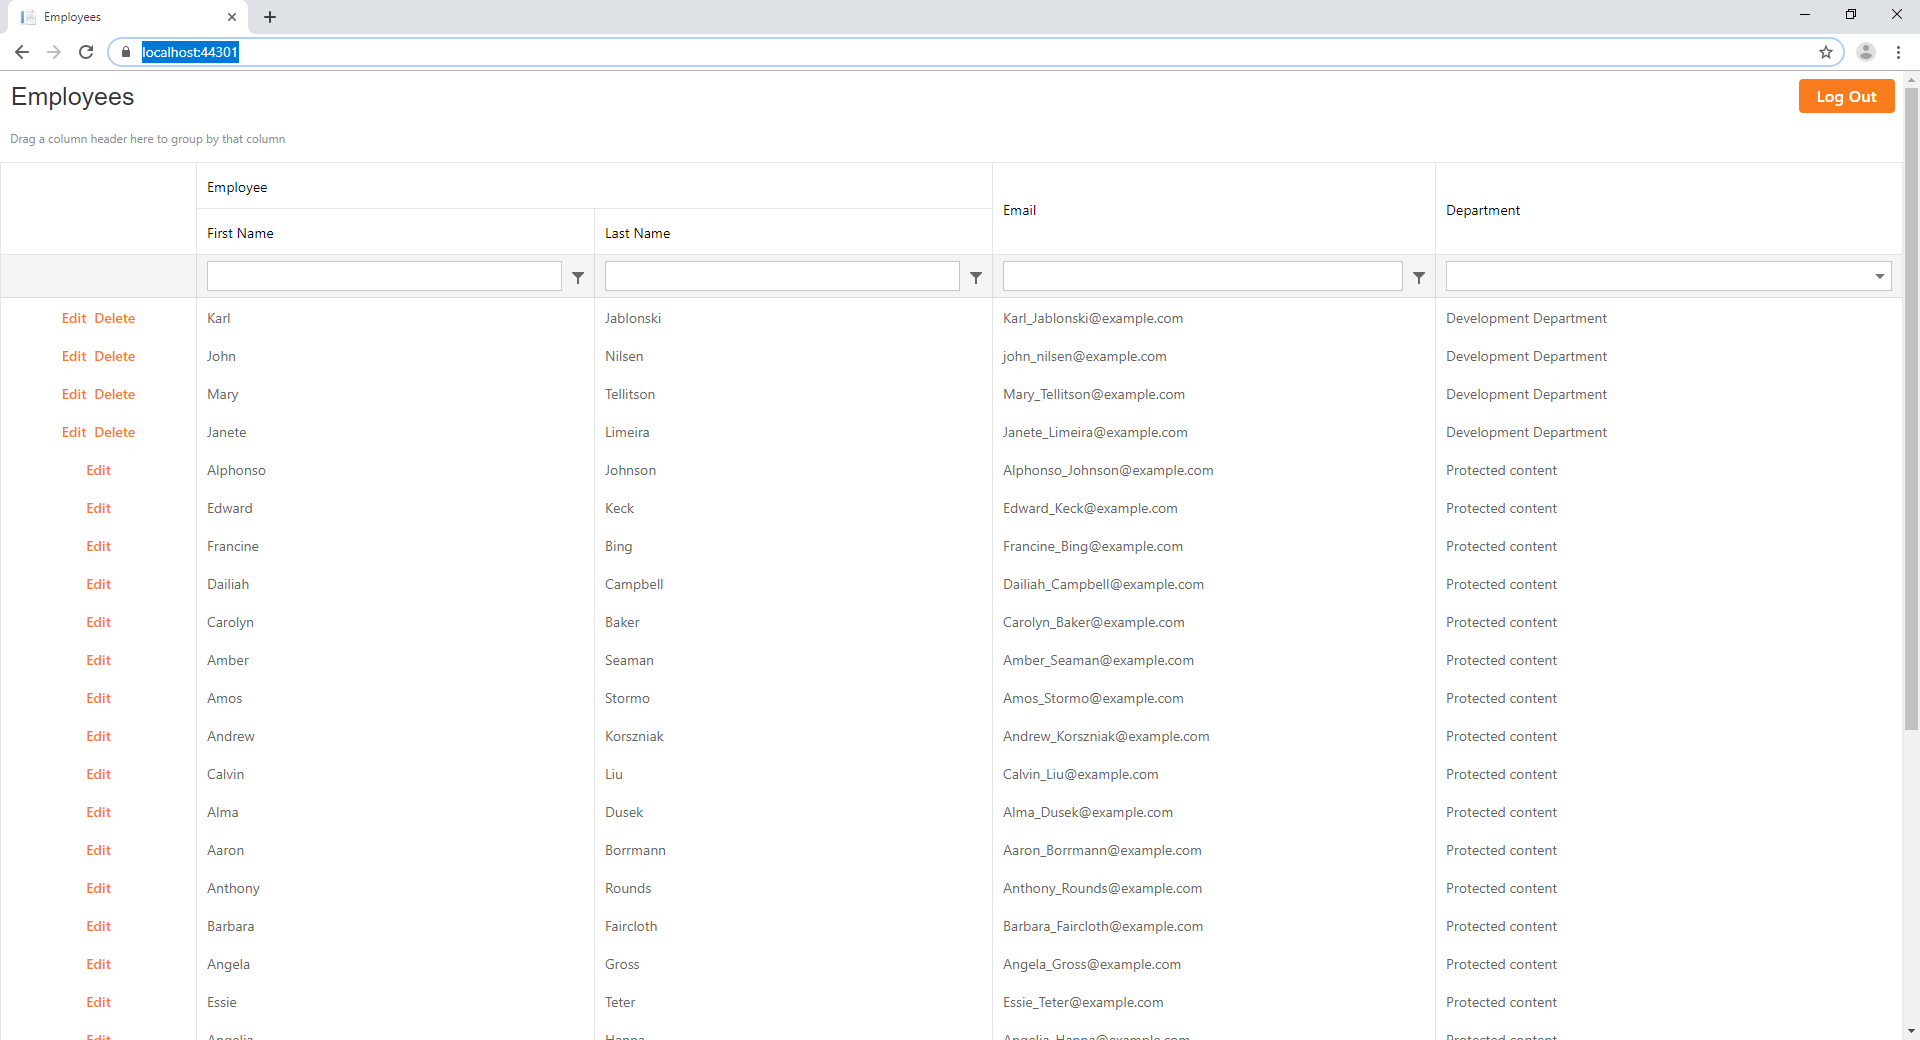 Employees
localhost:44301
Employees
Log Out
Drag a column header here to group by that column
Employee
Email
Department
First Name
Last Name
Edit Delete Karl Jablonski Karl_Jablonski@example.com Development Department
Edit Delete John Nilsen john_nilsen@example.com Development Department
Edit Delete Mary Tellitson Mary_Tellitson@example.com Development Department
Edit Delete Janete Limeira Janete_Limeira@example.com Development Department
Edit Alphonso Johnson Alphonso_Johnson@example.com Protected content
Edit Edward Keck Edward_Keck@example.com Protected content
Edit Francine Bing Francine_Bing@example.com Protected content
Edit Dailiah Campbell Dailiah_Campbell@example.com Protected content
Edit Carolyn Baker Carolyn_Baker@example.com Protected content
Edit Amber Seaman Amber_Seaman@example.com Protected content
Edit Amos Stormo Amos_Stormo@example.com Protected content
Edit Andrew Korszniak Andrew_Korszniak@example.com Protected content
Edit Calvin Liu Calvin_Liu@example.com Protected content
Edit Alma Dusek Alma_Dusek@example.com Protected content
Edit Aaron Borrmann Aaron_Borrmann@example.com Protected content
Edit Anthony Rounds Anthony_Rounds@example.com Protected content
Edit Barbara Faircloth Barbara_Faircloth@example.com Protected content
Edit Angela Gross Angela_Gross@example.com Protected content
Edit Essie Teter Essie_Teter@example.com Protected content
Edit Angelia Hanna Angelia_Hanna@example.com Protected content